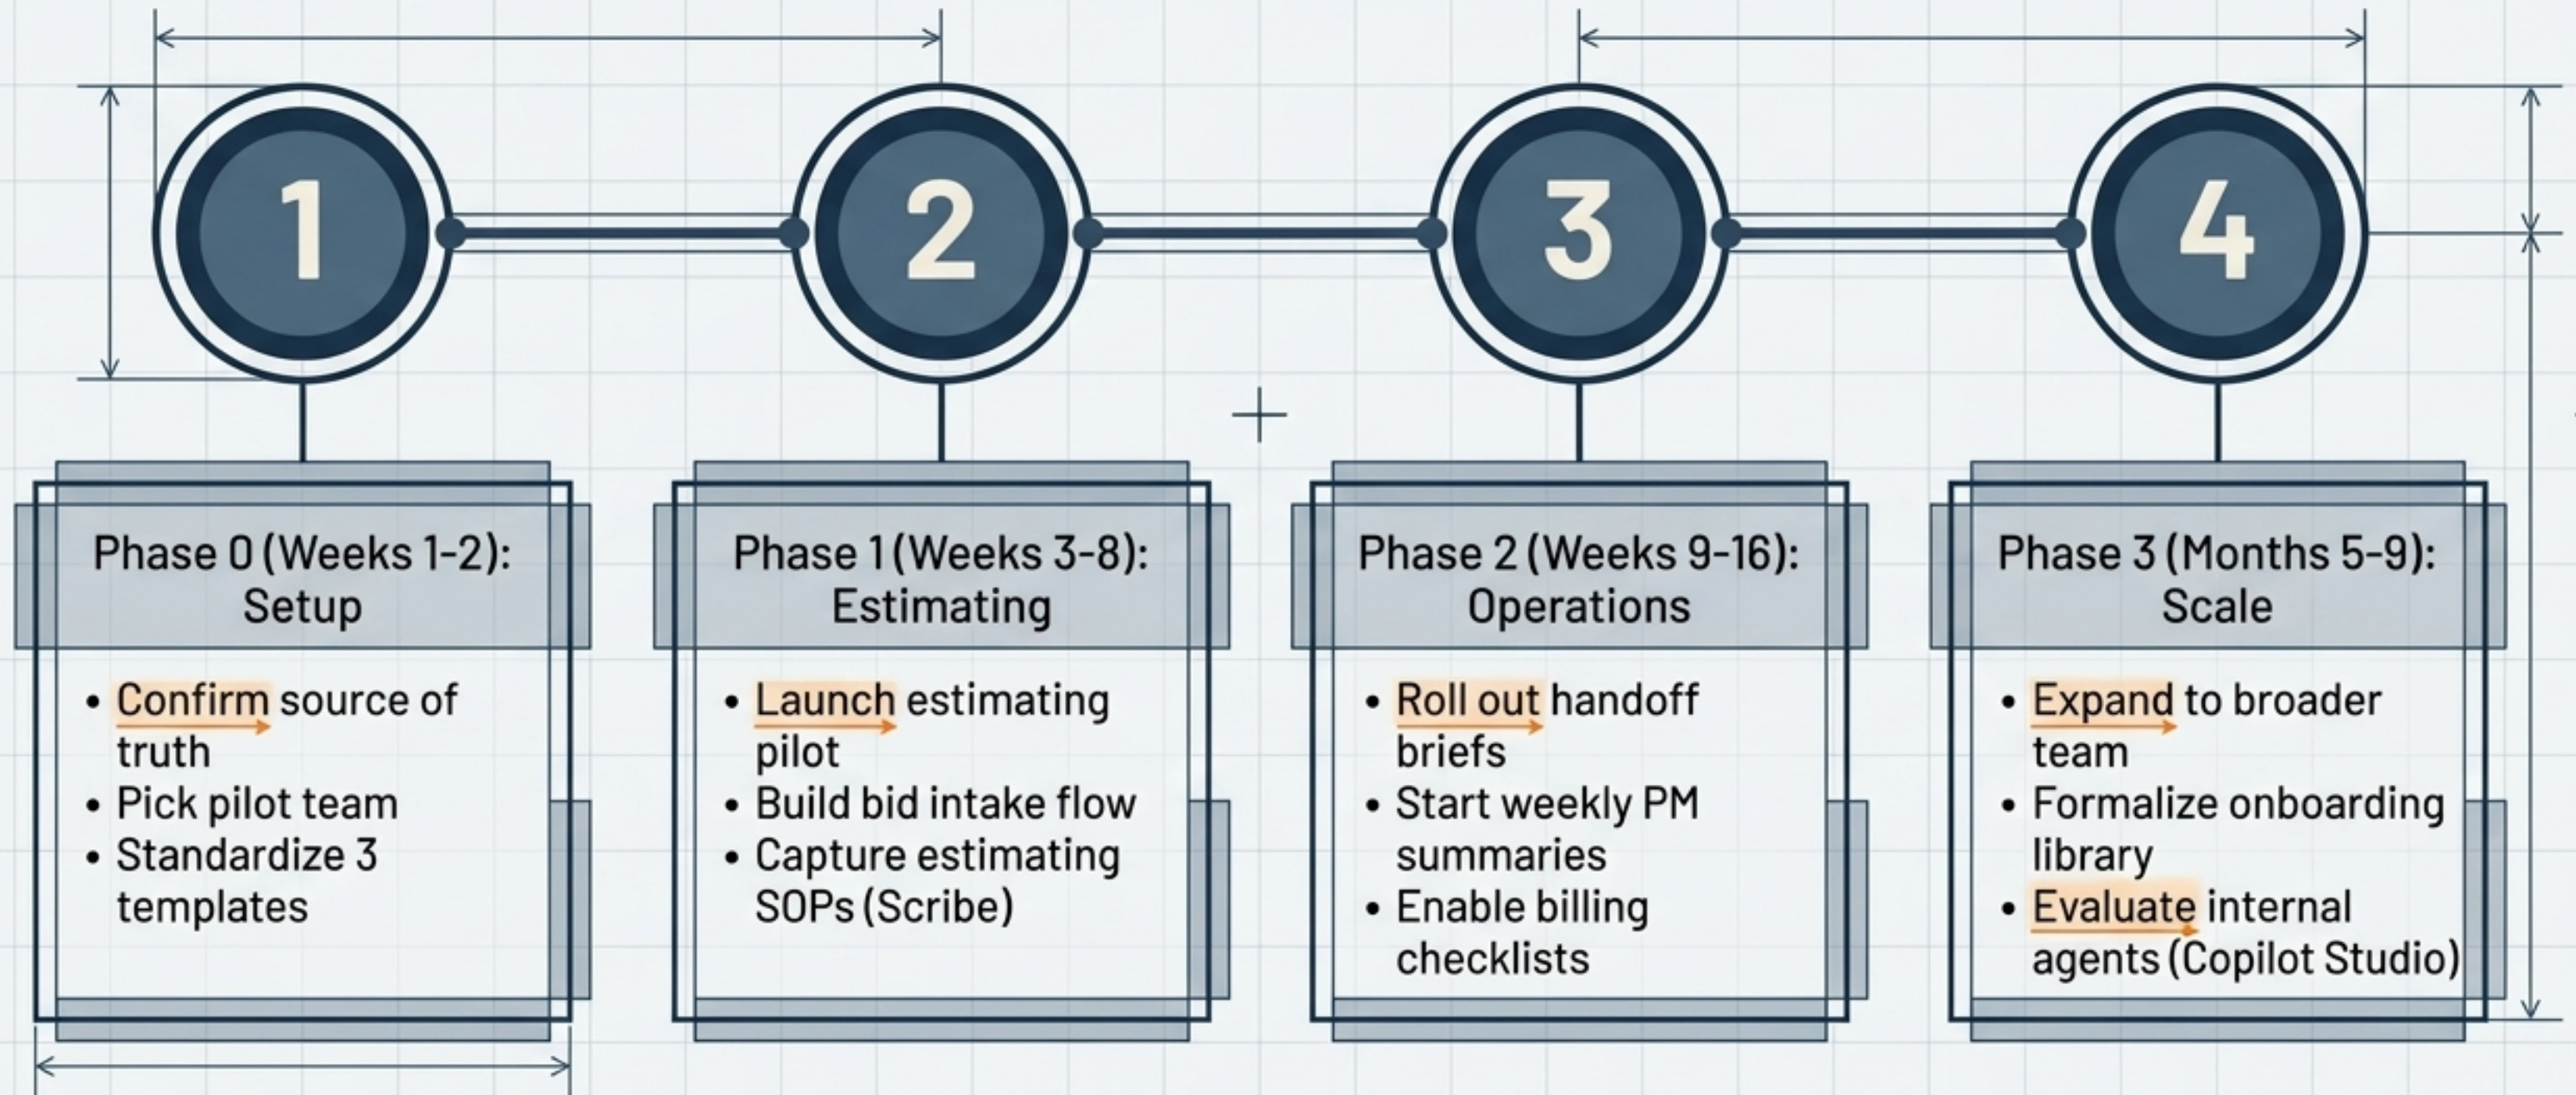 1
2
3
4
Phase 0 (Weeks 1-2):
Setup
• Confirm source of
truth
• Pick pilot team
• Standardize 3
templates
Phase 1 (Weeks 3-8):
Estimating
• Launch estimating
pilot
• Build bid intake flow
• Capture estimating
SOPs (Scribe)
Phase 2 (Weeks 9-16):
Operations
• Roll out handoff
briefs
• Start weekly PM
summaries
• Enable billing
checklists
Phase 3 (Months 5-9):
Scale
• Expand to broader
team
• Formalize onboarding
library
• Evaluate internal
agents (Copilot Studio)